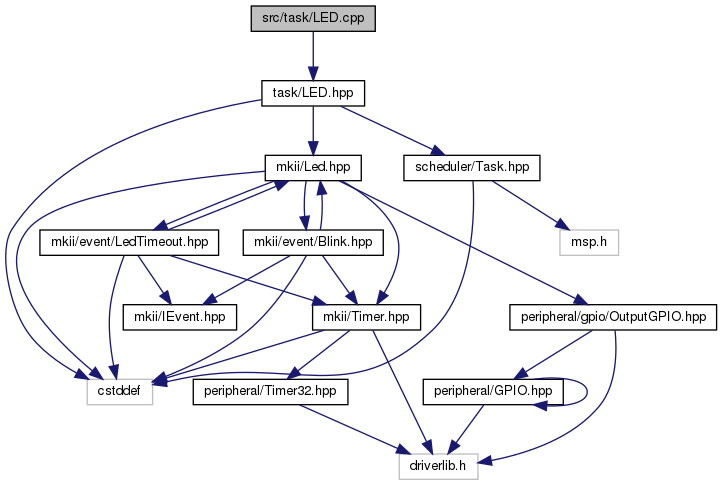 src/task/LED.cpp
task/LED.hpp
mkii/Led.hpp
scheduler/Task.hpp
mkii/event/LedTimeout.hpp
mkii/event/Blink.hpp
msp.h
mkii/IEvent.hpp
mkii/Timer.hpp
peripheral/gpio/OutputGPIO.hpp
cstddef
peripheral/Timer32.hpp
peripheral/GPIO.hpp
driverlib.h